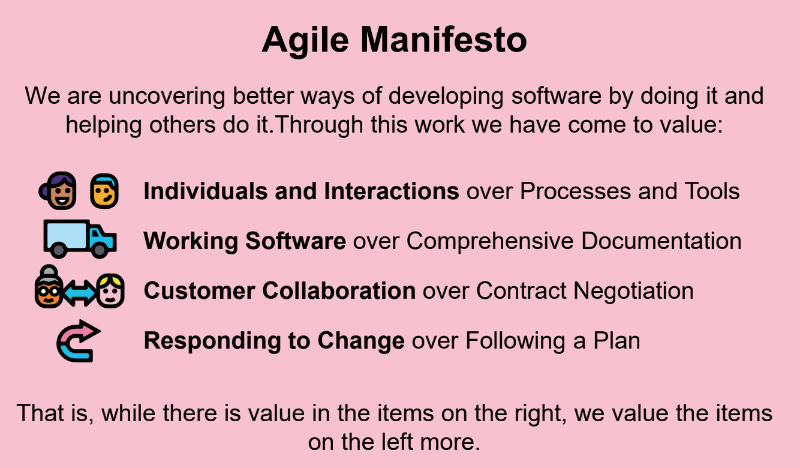 Agile Manifesto
We are uncovering better ways of developing software by doing it and
helping others do it.Through this work we have come to value:
Individuals and Interactions over Processes and Tools
Working Software over Comprehensive Documentation
Customer Collaboration over Contract Negotiation
Responding to Change over Following a Plan
That is, while there is value in the items on the right, we value the items
on the left more.